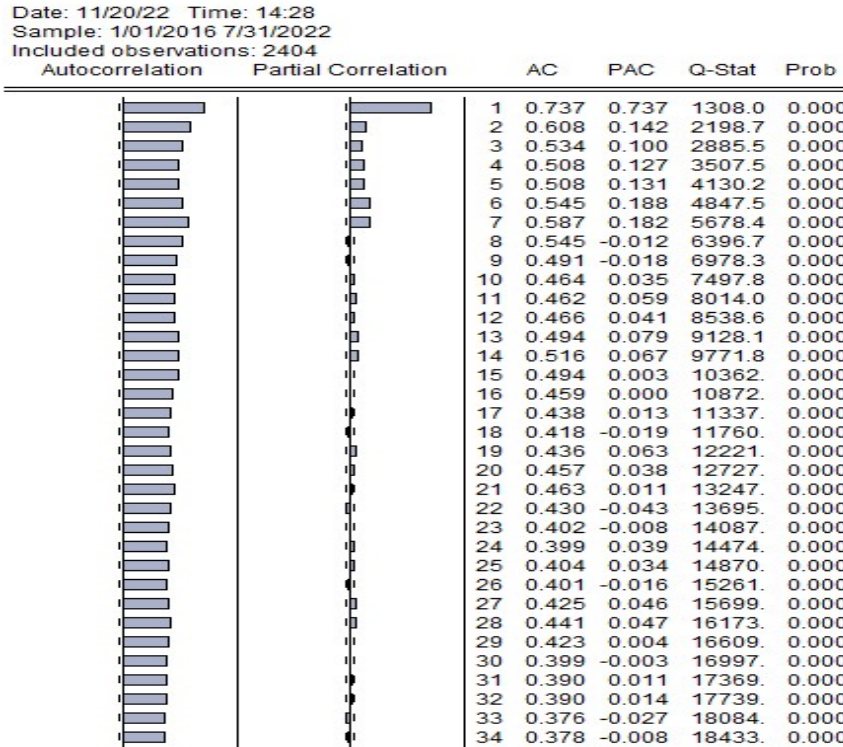 Date: 11/20/22 Time: 14:28
Sample: 1/01/2016 7/31/2022
Included observations: 2404
Autocorrelation Partial Correlation AC PAC Q-Stat Prob
1 0.737 0.737 1308.0 0.000
2 0.608 0.142 2198.7 0.000
3 0.534 0.100 2885.5 0.000
4 0.508 0.127 3507.5 0.000
5 0.508 0.131 4130.2 0.000
6 0.545 0.188 4847.5 0.000
7 0.587 0.182 5678.4 0.000
8 0.545 -0.012 6396.7 0.000
9 0.491 -0.018 6978.3 0.000
10 0.464 0.035 7497.8 0.000
11 0.462 0.059 8014.0 0.000
12 0.466 0.041 8538.6 0.000
13 0.494 0.079 9128.1 0.000
14 0.516 0.067 9771.8 0.000
15 0.494 0.003 10362. 0.000
16 0.459 0.000 10872. 0.000
17 0.438 0.013 11337. 0.000
18 0.418 -0.019 11760. 0.000
19 0.436 0.063 12221. 0.000
20 0.457 0.038 12727. 0.000
21 0.463 0.011 13247. 0.000
22 0.430 -0.043 13695. 0.000
23 0.402 -0.008 14087. 0.000
24 0.399 0.039 14474. 0.000
25 0.404 0.034 14870. 0.000
26 0.401 -0.016 15261. 0.000
27 0.425 0.046 15699. 0.000
28 0.441 0.047 16173. 0.000
29 0.423 0.004 16609. 0.000
30 0.399 -0.003 16997. 0.000
31 0.390 0.011 17369. 0.000
32 0.390 0.014 17739. 0.000
33 0.376 -0.027 18084. 0.000
34 0.378 -0.008 18433. 0.000